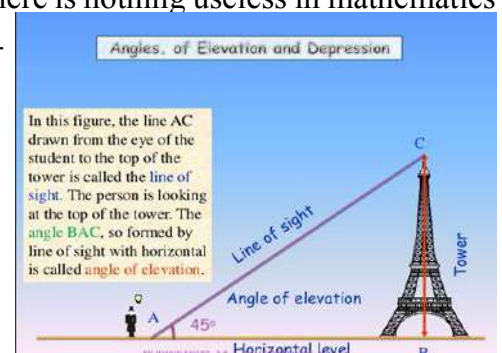 here is nothing useless in mathematics
Angles, of Elevation and Depression
In this figure, the line AC
drawn from the eye of the
student to the top of the
tower is called the line of
sight. The person is looking
at the top of the tower. The
angle BAC, so formed by
line of sight with horizontal
is called angle of elevation.
C
Line of sight
Tower
Angle of elevation
A
45°
Horizontal level
B